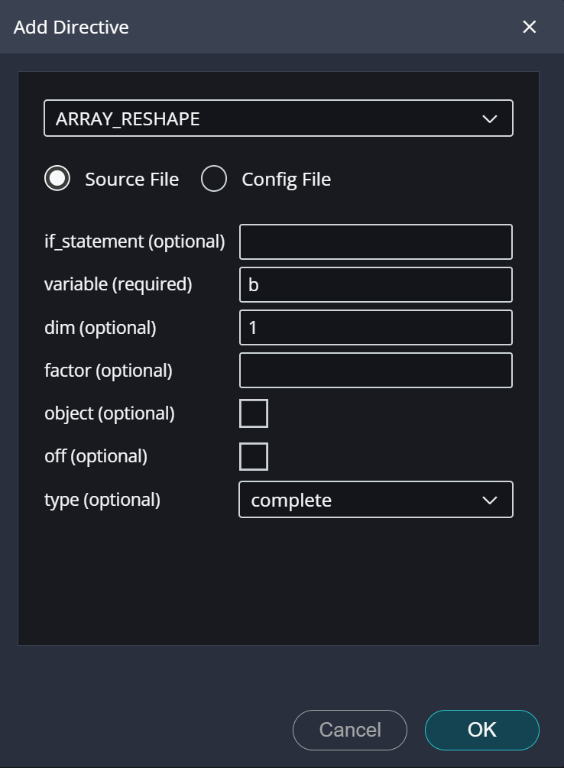 Add Directive
ARRAY_RESHAPE
Source File Config File
if_statement (optional)
variable (required) b
dim (optional) 1
factor (optional)
object (optional)
off (optional)
type (optional) complete
Cancel OK